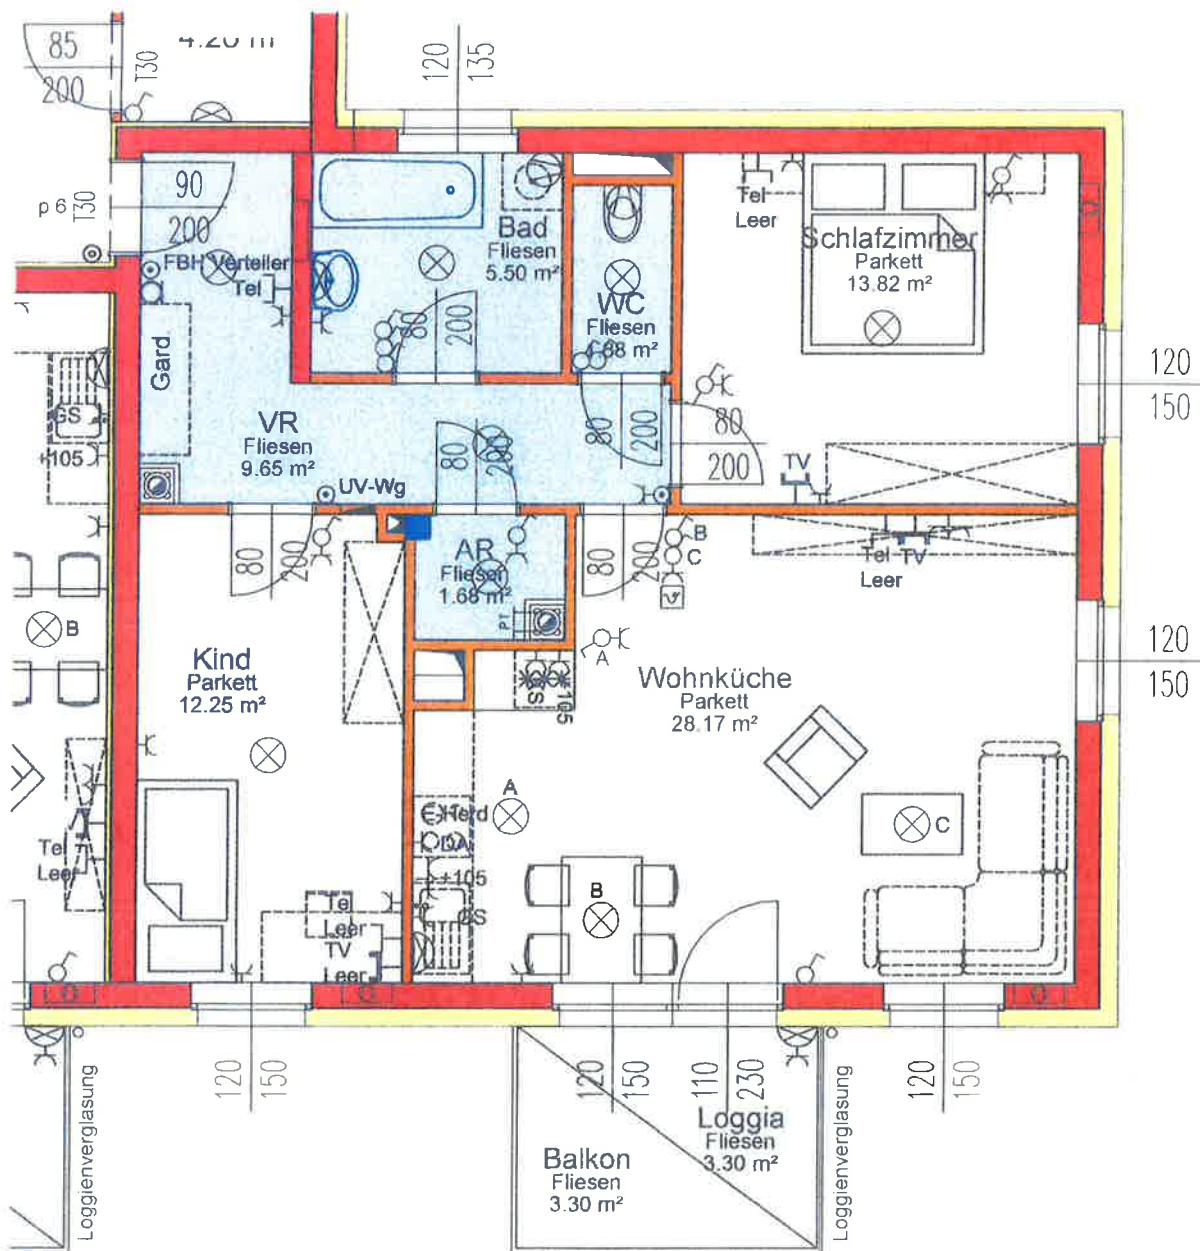 85
200
T30
120
135
90
200
p 6
T30
FBH Verteiler
Tel
Bad
Fliesen
5.50 m²
80
200
WC
Fliesen
80
200
Tel
Leer
Schlafzimmer
Parkett
13.82 m²
120
150
80
200
TV
Gard.
VR
Fliesen
9.65 m²
80
200
UV-Wg
GS
+105
80
200
AR
Fliesen
1.68 m²
PT
80
200
B
C
Tel TV
Leer
A
120
150
B
Kind
Parkett
12.25 m²
Wohnküche
Parkett
28.17 m²
GS
105
A
Herd
DA
+105
GS
B
C
Tel
Leer
Tel
Leer
TV
Leer
120
150
120
150
110
230
120
150
Loggienverglasung
Loggia
Fliesen
3.30 m²
Balkon
Fliesen
3.30 m²
Loggienverglasung